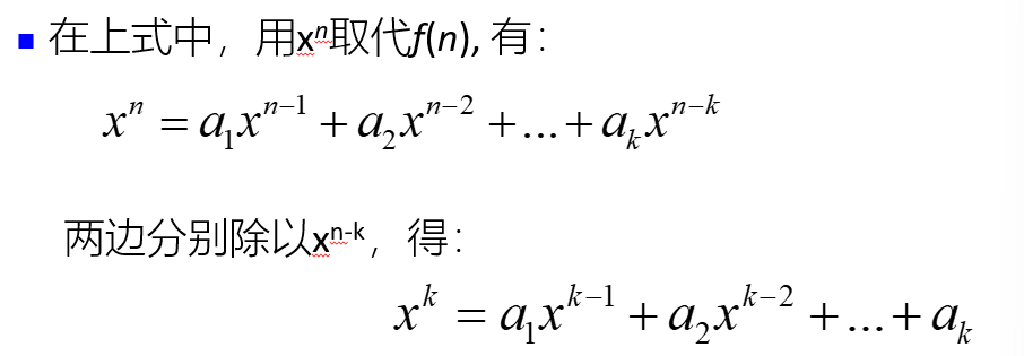 ■ 在上式中，用xⁿ取代f(n), 有：
xⁿ = a₁xⁿ⁻¹ + a₂xⁿ⁻² + ... + aₖxⁿ⁻ᵏ
两边分别除以xⁿ⁻ᵏ，得：
xᵏ = a₁xᵏ⁻¹ + a₂xᵏ⁻² + ... + aₖ